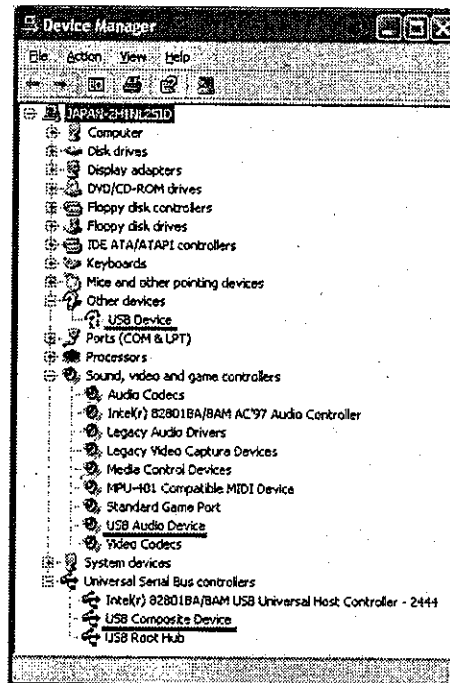 Device Manager
File Action View Help
JAPAN-2H1NL2S1D
Computer
Disk drives
Display adapters
DVD/CD-ROM drives
Floppy disk controllers
Floppy disk drives
IDE ATA/ATAPI controllers
Keyboards
Mice and other pointing devices
Other devices
USB Device
Ports (COM & LPT)
Processors
Sound, video and game controllers
Audio Codecs
Intel(r) 82801BA/BAM AC'97 Audio Controller
Legacy Audio Drivers
Legacy Video Capture Devices
Media Control Devices
MPU-401 Compatible MIDI Device
Standard Game Port
USB Audio Device
Video Codecs
System devices
Universal Serial Bus controllers
Intel(r) 82801BA/BAM USB Universal Host Controller - 2444
USB Composite Device
USB Root Hub